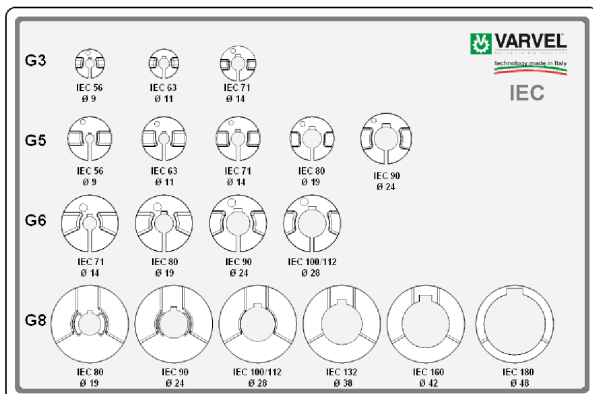 VARVEL
technology made in Italy
IEC
G3
IEC 56 IEC 63 IEC 71
Ø 9 Ø 11 Ø 14
G5
IEC 56 IEC 63 IEC 71 IEC 80 IEC 90
Ø 9 Ø 11 Ø 14 Ø 19 Ø 24
G6
IEC 71 IEC 80 IEC 90 IEC 100/112
Ø 14 Ø 19 Ø 24 Ø 28
G8
IEC 80 IEC 90 IEC 100/112 IEC 132 IEC 160 IEC 180
Ø 19 Ø 24 Ø 28 Ø 38 Ø 42 Ø 48